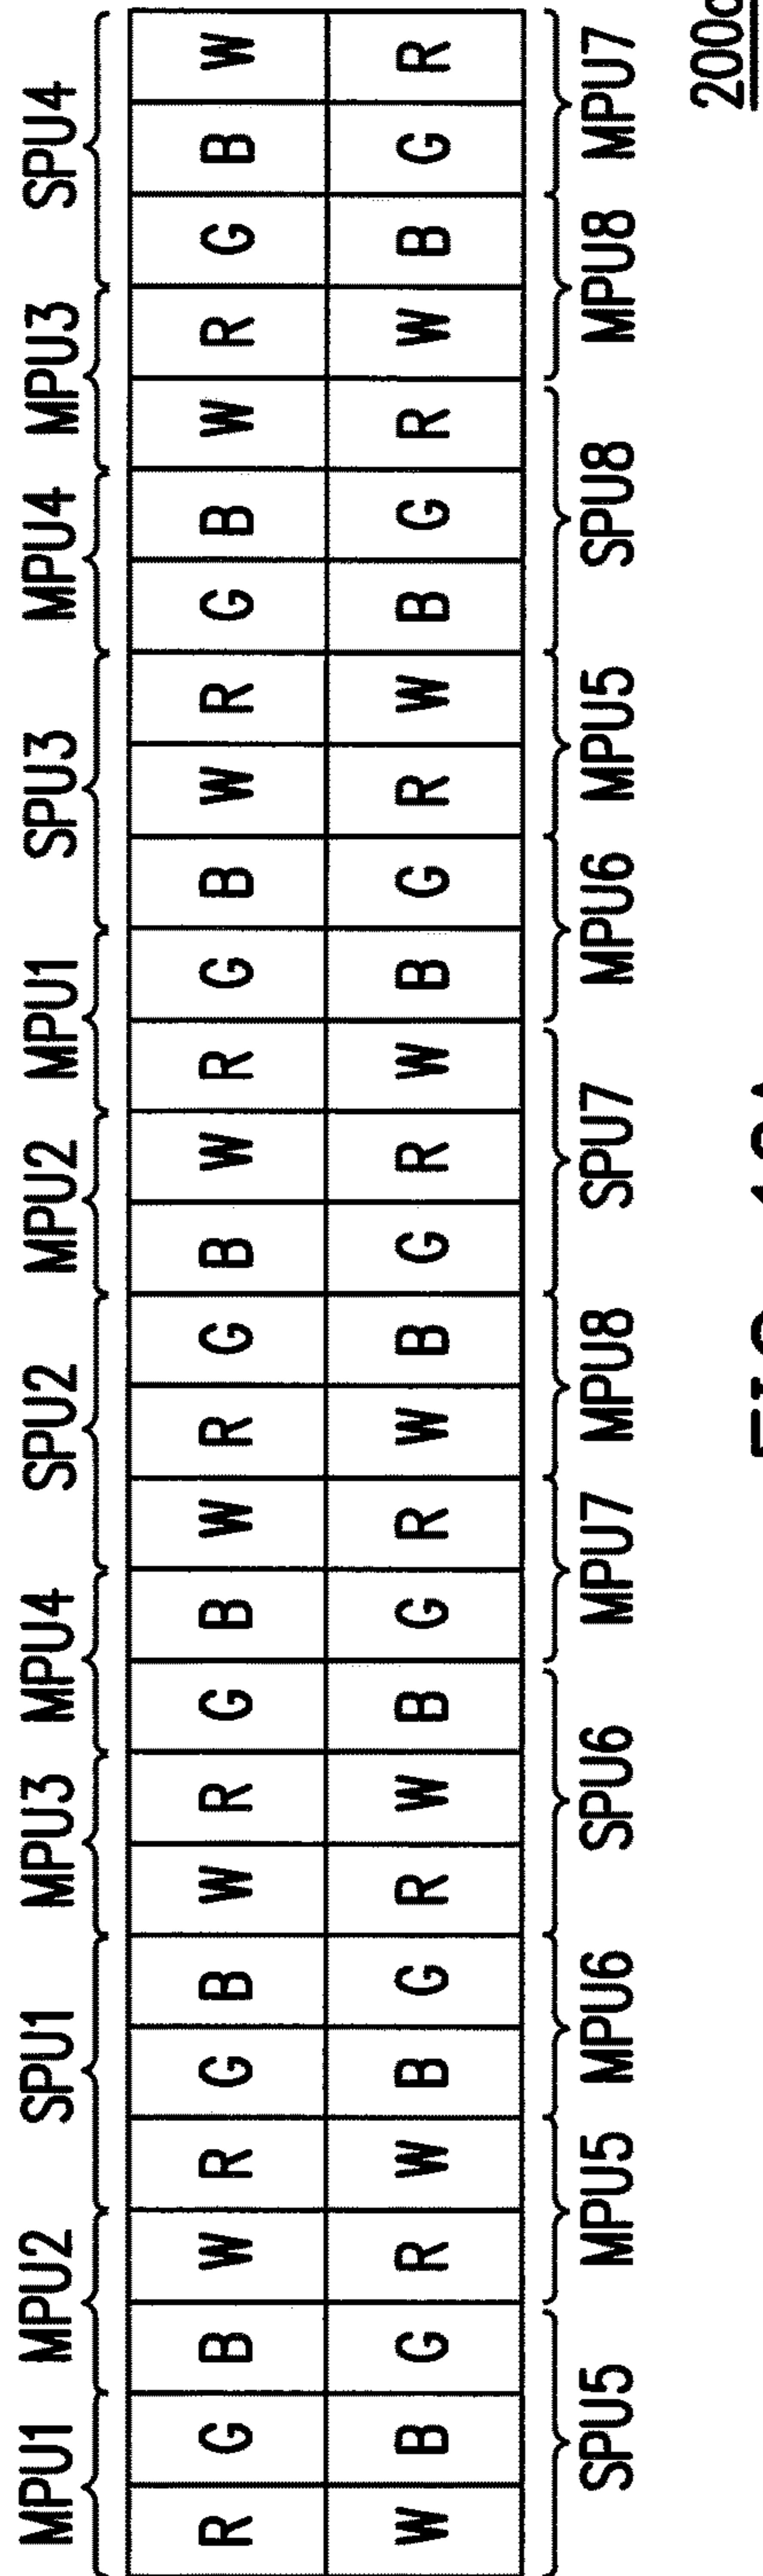 MPU1 MPU2 SPU1 MPU3 MPU4 SPU2 MPU2 MPU1 SPU3 MPU4 MPU3 SPU4
R G B W R G B W R G B W R G B W R G B W R G B W R G B W
W B G R W B G R W B G R W B G R W B G R W B G R W B G R
SPU5 MPU5 MPU6 SPU6 MPU7 MPU8 SPU7 MPU6 MPU5 SPU8 MPU8 MPU7